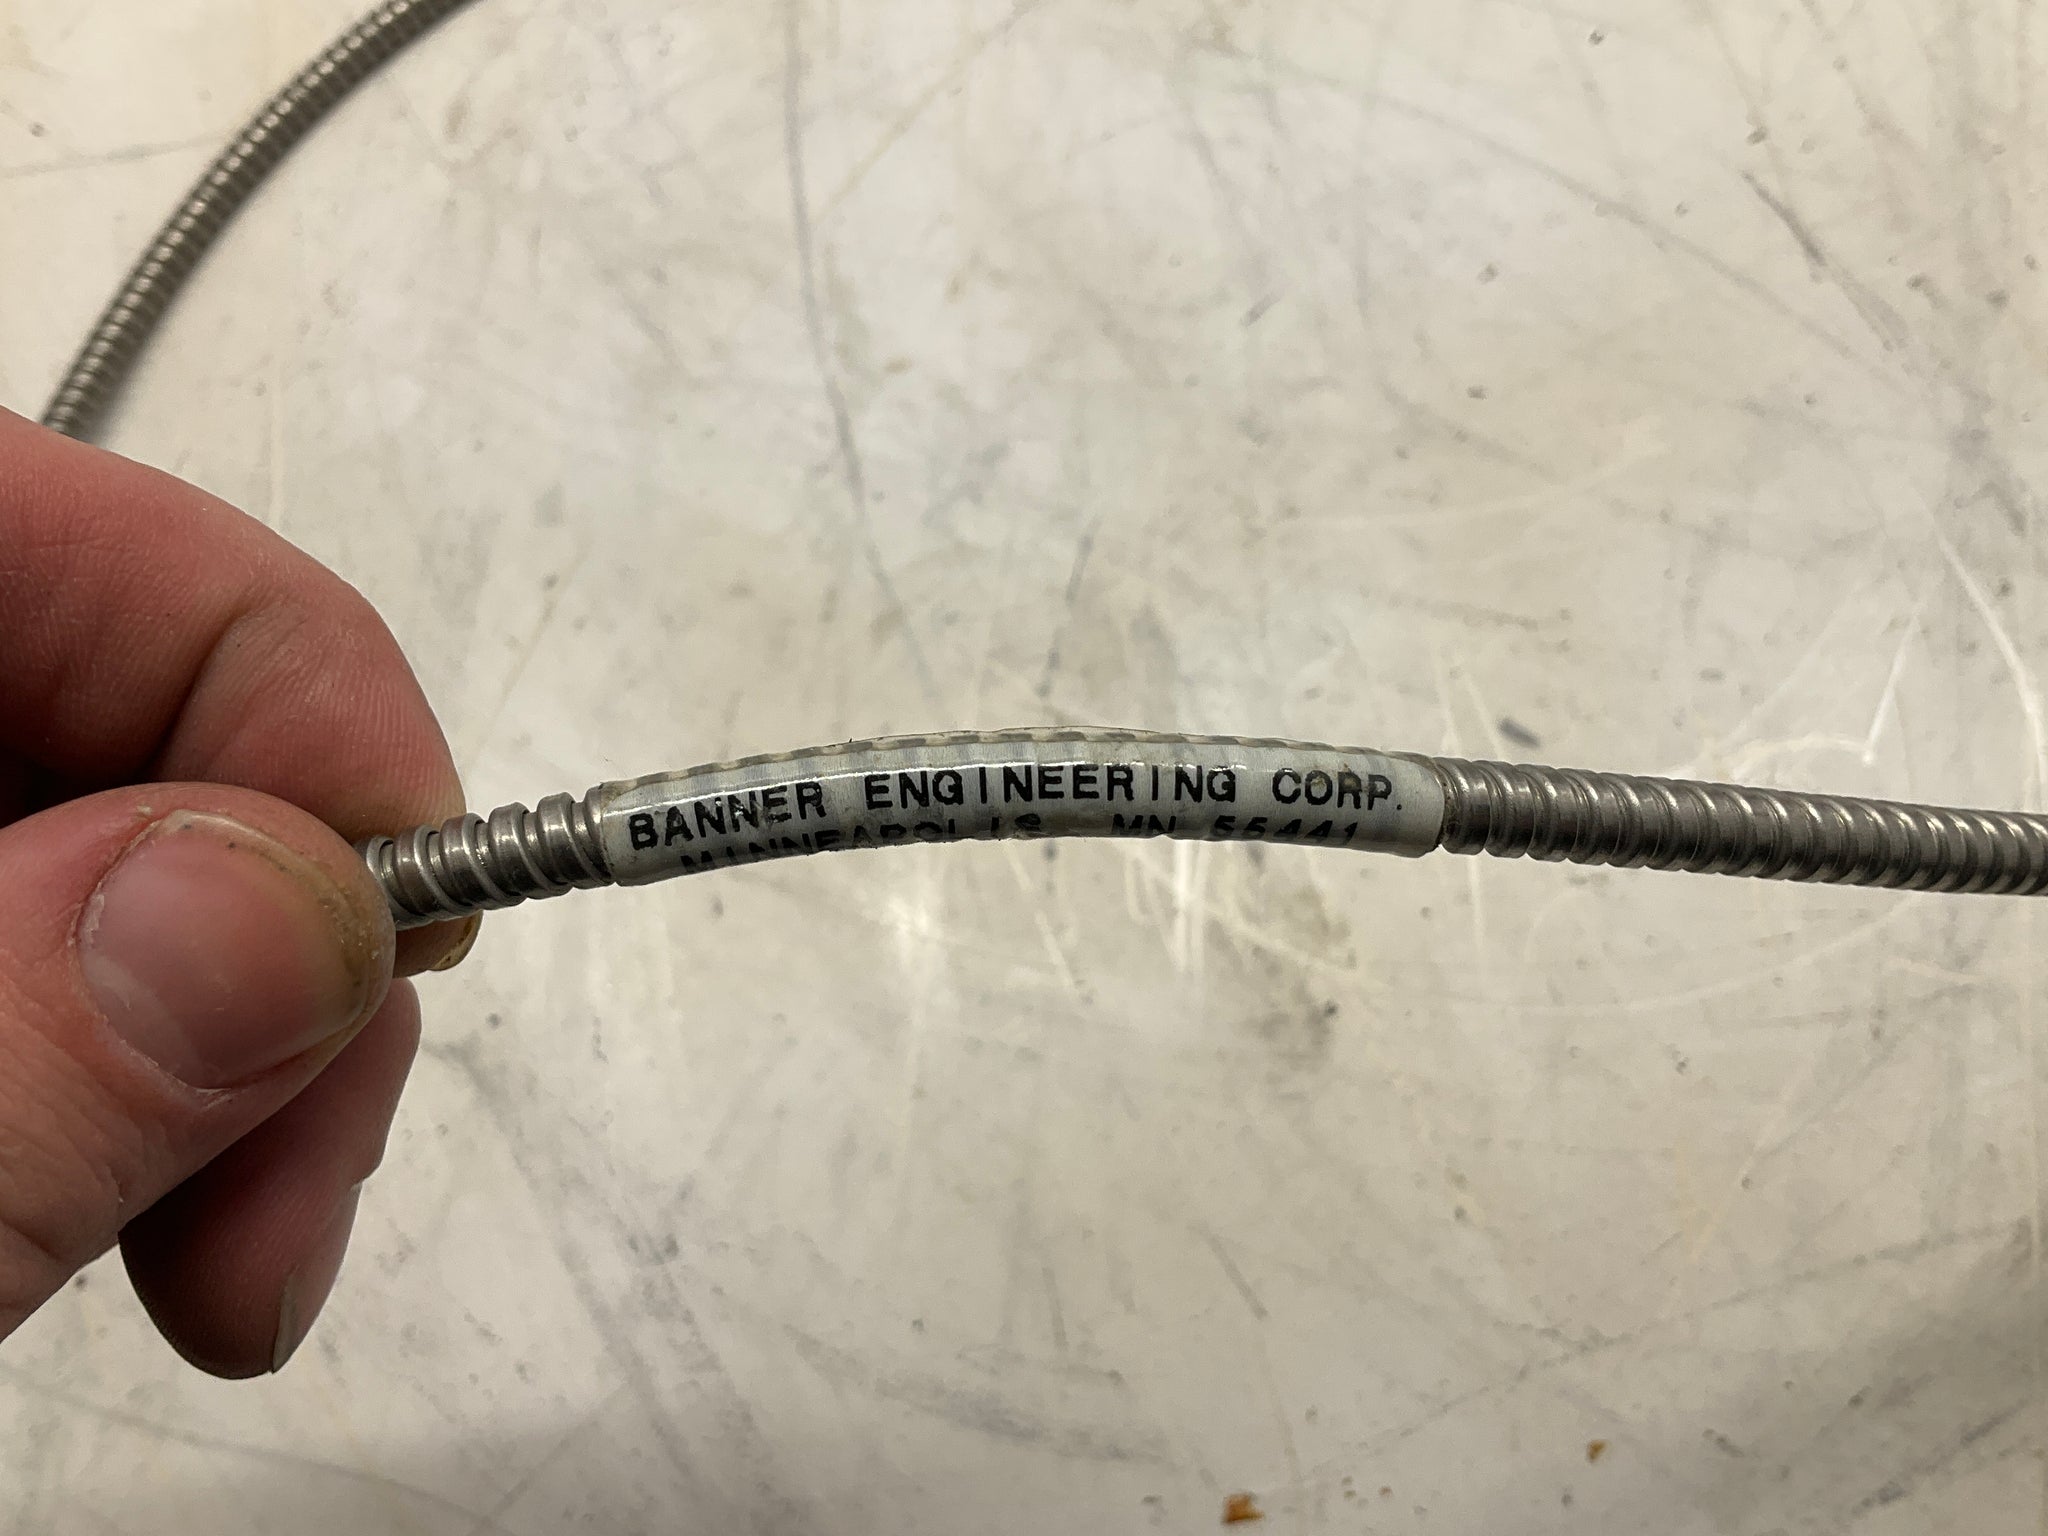 BANNER ENGINEERING CORP.
MINNEAPOLIS MN 55441